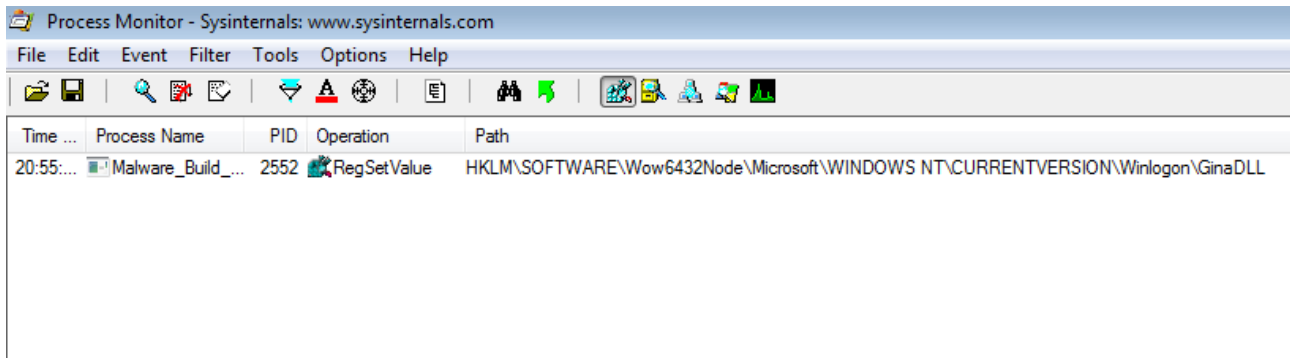 Process Monitor - Sysinternals: www.sysinternals.com
File Edit Event Filter Tools Options Help
Time ... Process Name PID Operation Path
20:55:... Malware_Build_... 2552 RegSetValue HKLM\SOFTWARE\Wow6432Node\Microsoft\WINDOWS NT\CURRENTVERSION\Winlogon\GinaDLL